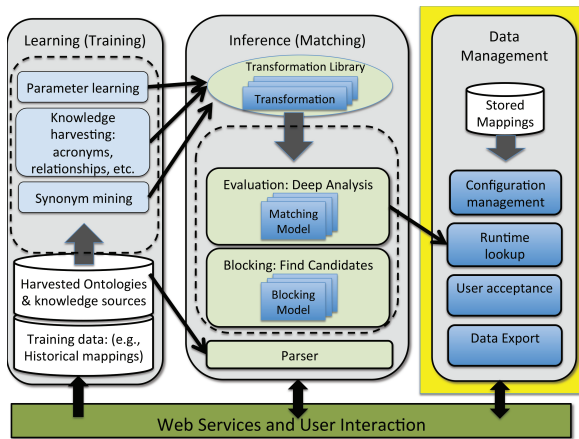 Learning (Training)
Parameter learning
Knowledge
harvesting:
acronyms,
relationships, etc.
Synonym mining
Harvested Ontologies
& knowledge sources
Training data: (e.g.,
Historical mappings)
Inference (Matching)
Transformation Library
Transformation
Evaluation: Deep Analysis
Matching
Model
Blocking: Find Candidates
Blocking
Model
Parser
Data
Management
Stored
Mappings
Configuration
management
Runtime
lookup
User acceptance
Data Export
Web Services and User Interaction